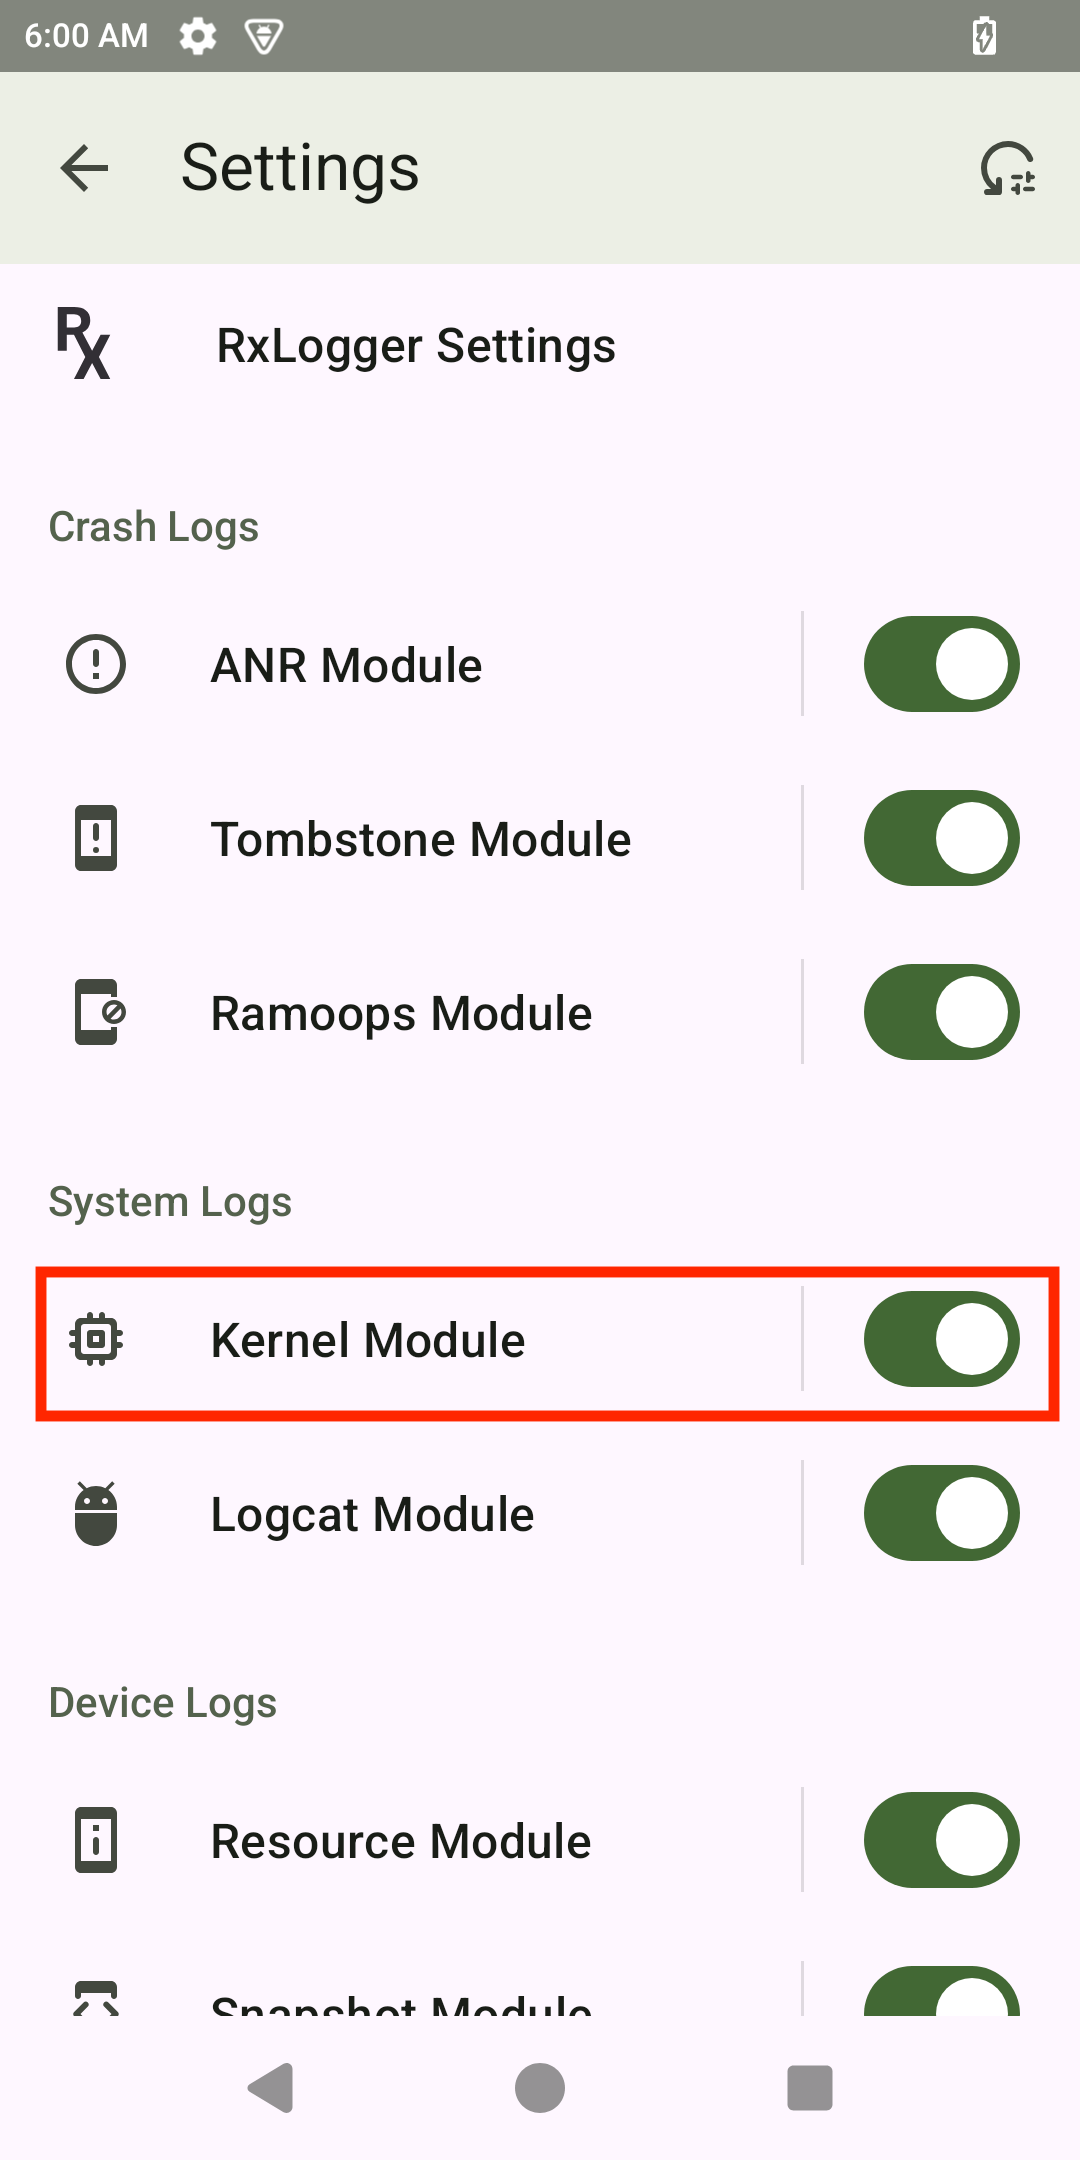 6:00 AM
Settings
Rx
RxLogger Settings
Crash Logs
ANR Module
Tombstone Module
Ramoops Module
System Logs
Kernel Module
Logcat Module
Device Logs
Resource Module
Snapshot Module